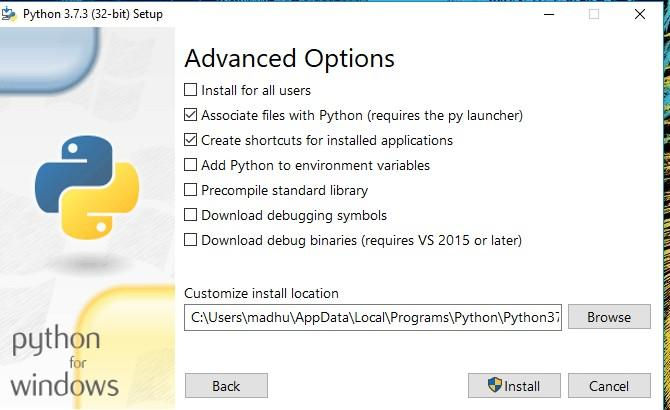 Python 3.7.3 (32-bit) Setup
Advanced Options
Install for all users
Associate files with Python (requires the py launcher)
Create shortcuts for installed applications
Add Python to environment variables
Precompile standard library
Download debugging symbols
Download debug binaries (requires VS 2015 or later)
Customize install location
C:\Users\madhu\AppData\Local\Programs\Python\Python37
Browse
python
for
windows
Back
Install
Cancel